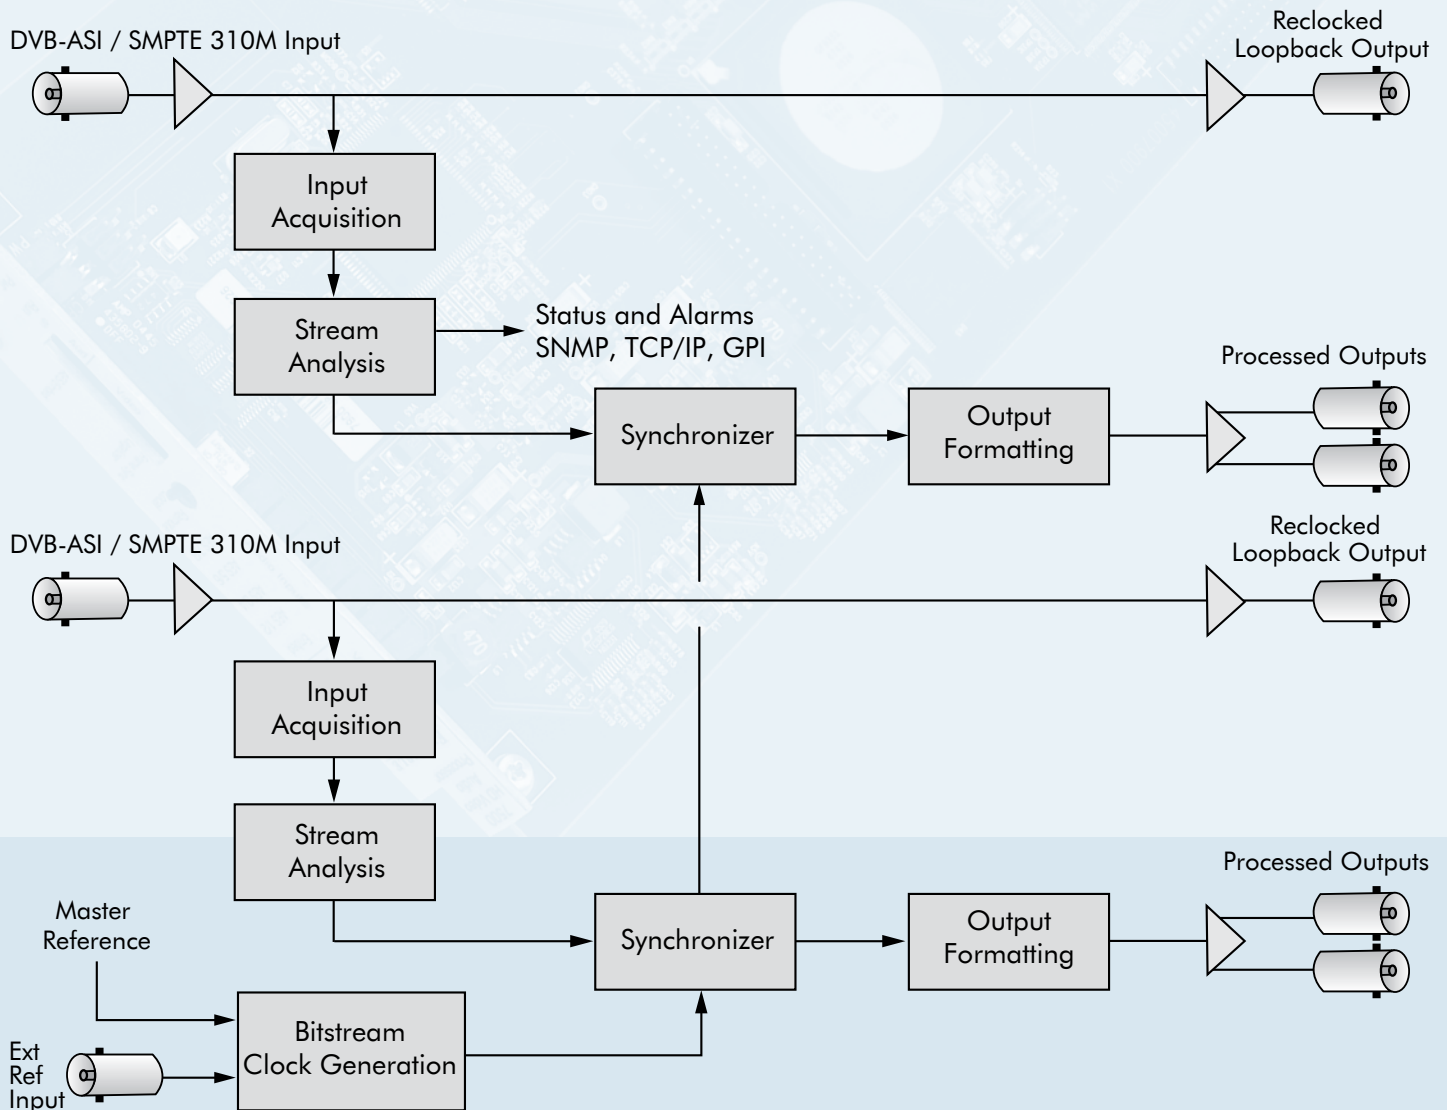 DVB-ASI / SMPTE 310M Input
Reclocked
Loopback Output
Input
Acquisition
Stream
Analysis
Status and Alarms
SNMP, TCP/IP, GPI
Synchronizer
Output
Formatting
Processed Outputs
DVB-ASI / SMPTE 310M Input
Reclocked
Loopback Output
Input
Acquisition
Stream
Analysis
Synchronizer
Output
Formatting
Processed Outputs
Master
Reference
Bitstream
Clock Generation
Ext
Ref
Input